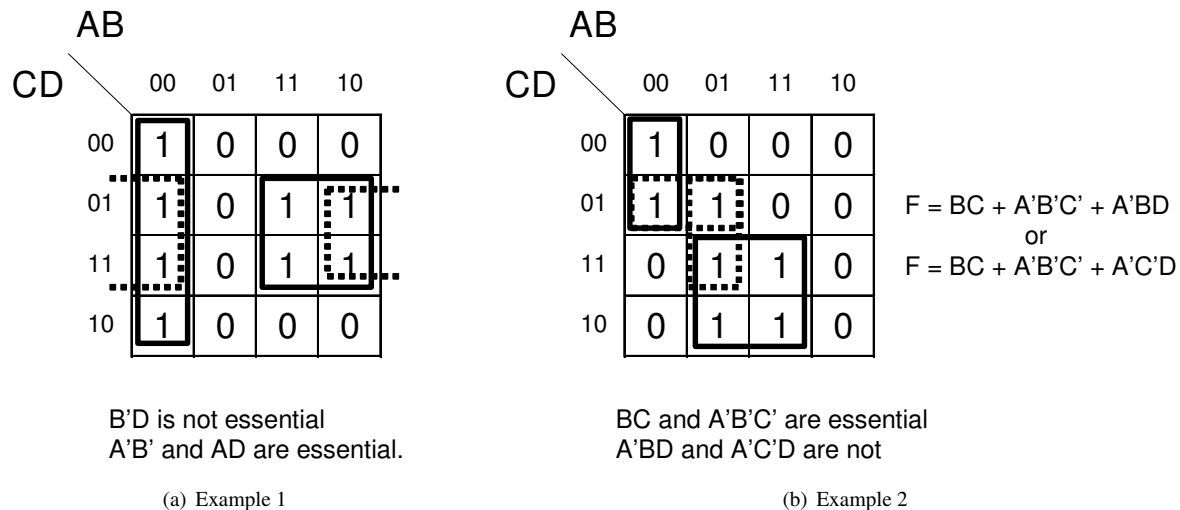 AB
CD 00 01 11 10
00 1 0 0 0
01 1 0 1 1
11 1 0 1 1
10 1 0 0 0
B'D is not essential
A'B' and AD are essential.
(a) Example 1
AB
CD 00 01 11 10
00 1 0 0 0
01 1 1 0 0
11 0 1 1 0
10 0 1 1 0
F = BC + A'B'C' + A'BD
or
F = BC + A'B'C' + A'C'D
BC and A'B'C' are essential
A'BD and A'C'D are not
(b) Example 2